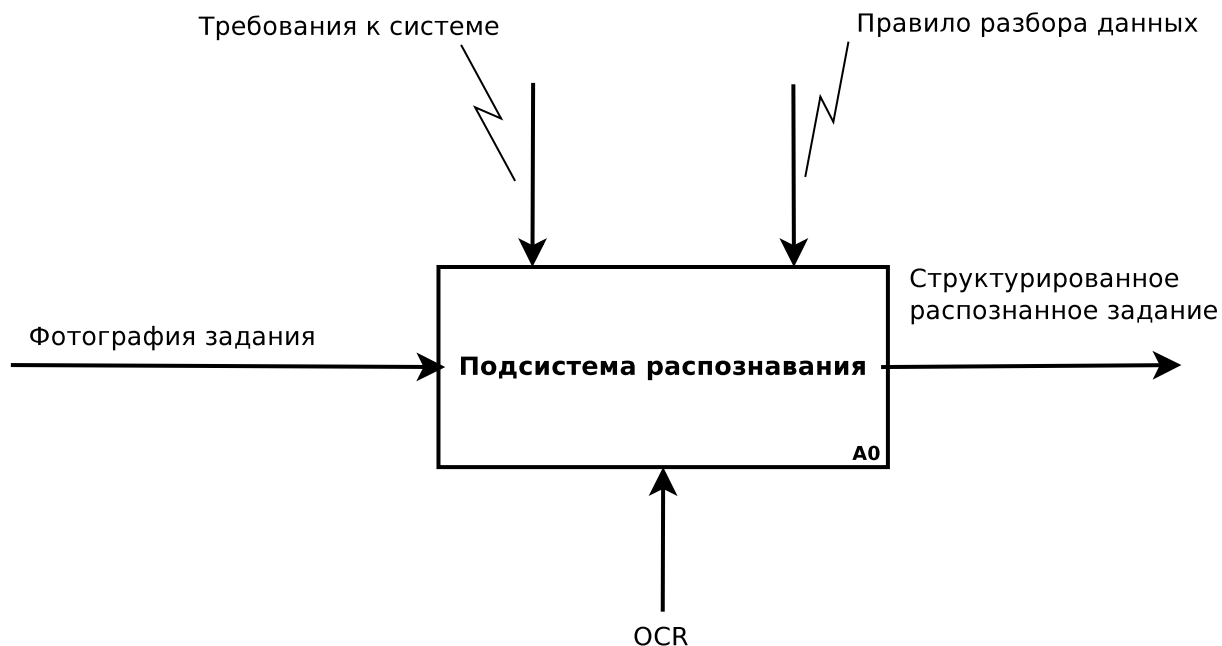 Требования к системе
Правило разбора данных
Структурированное
распознанное задание
Фотография задания
Подсистема распознавания
A0
OCR